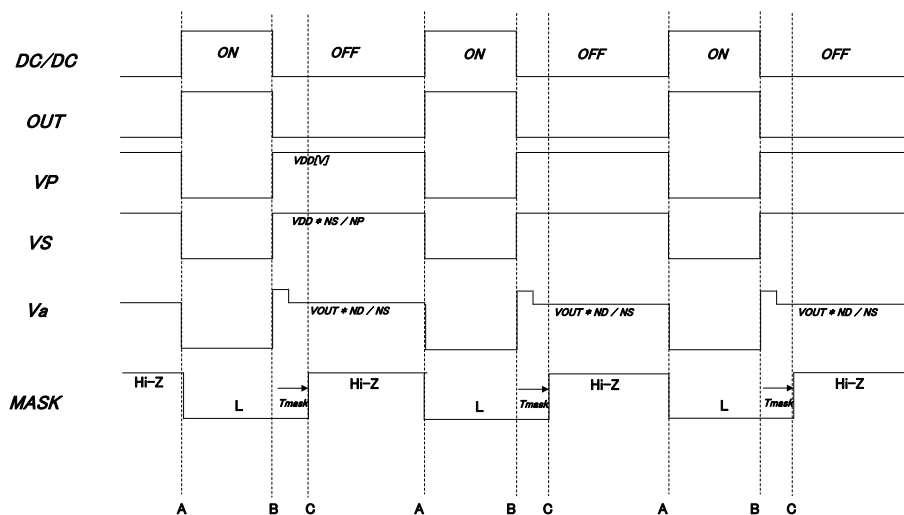 DC/DC ON OFF ON OFF ON OFF
OUT
VP VDD[V]
VS VDD * NS / NP
Va VOUT * ND / NS VOUT * ND / NS VOUT * ND / NS
MASK Hi-Z L Tmask Hi-Z L Tmask Hi-Z L Tmask Hi-Z
A B C A B C A B C